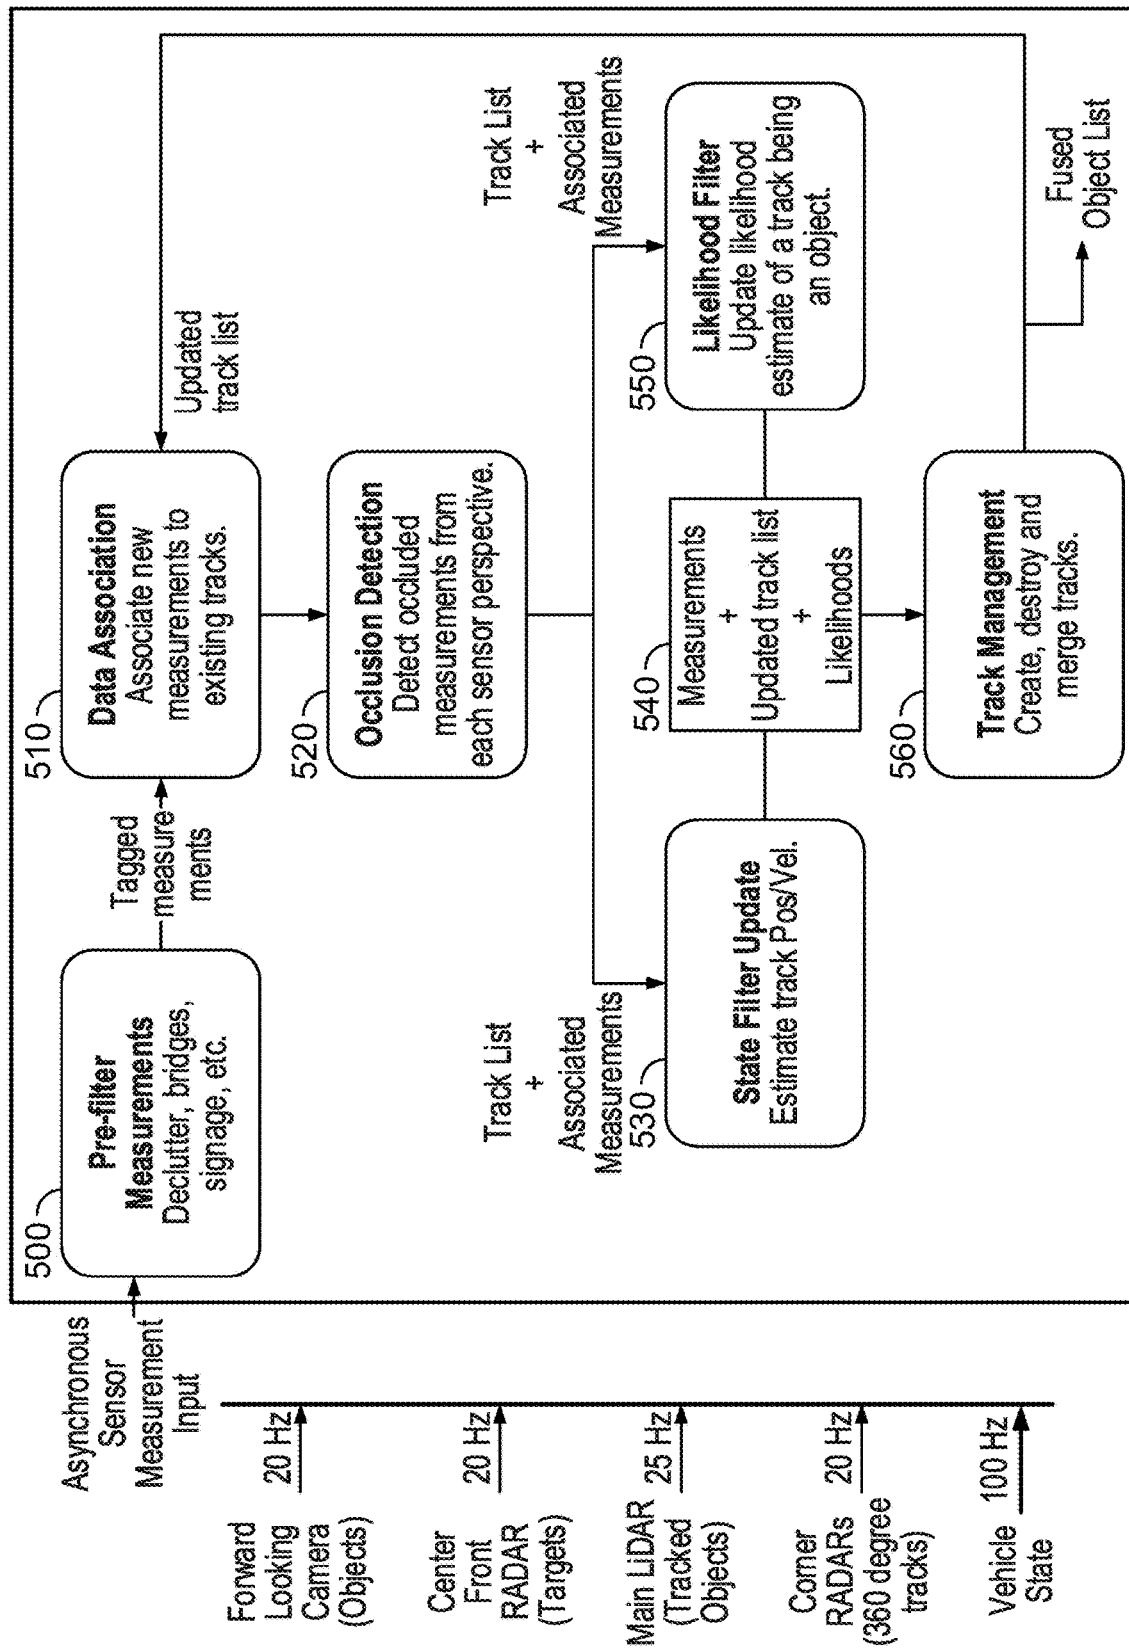 Asynchronous
Sensor
Measurement
Input
Forward
Looking
Camera
(Objects)
20 Hz
Center
Front
RADAR
(Targets)
20 Hz
Main LiDAR
(Tracked
Objects)
25 Hz
Corner
RADARs
(360 degree
tracks)
20 Hz
Vehicle
State
100 Hz
500
Pre-filter
Measurements
Declutter, bridges,
signage, etc.
Tagged
measure
ments
510
Data Association
Associate new
measurements to
existing tracks.
Updated
track list
520
Occlusion Detection
Detect occluded
measurements from
each sensor perspective.
Track List
+
Associated
Measurements
530
State Filter Update
Estimate track Pos/Vel.
Track List
+
Associated
Measurements
540
Measurements
+
Updated track list
+
Likelihoods
550
Likelihood Filter
Update likelihood
estimate of a track being
an object.
560
Track Management
Create, destroy and
merge tracks.
Fused
Object List